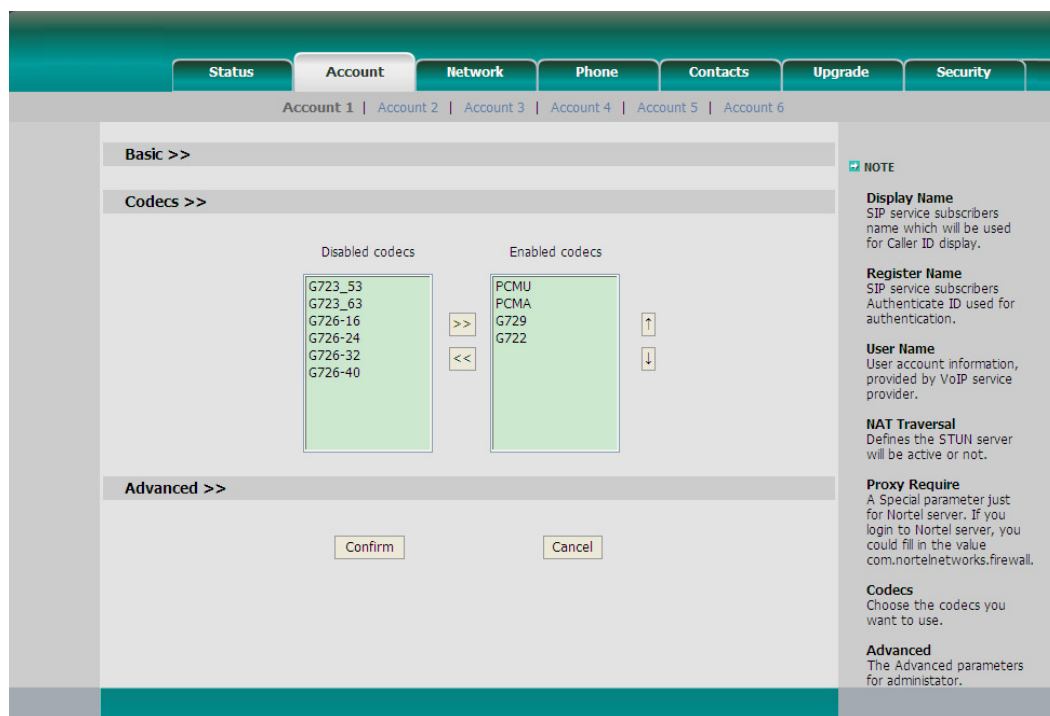 Status Account Network Phone Contacts Upgrade Security
Account 1 | Account 2 | Account 3 | Account 4 | Account 5 | Account 6
Basic >>
Codecs >>
Disabled codecs Enabled codecs
G723_53
G723_63
G726-16
G726-24
G726-32
G726-40
>>
<<
PCMU
PCMA
G729
G722
↑
↓
Advanced >>
Confirm Cancel
NOTE
Display Name
SIP service subscribers
name which will be used
for Caller ID display.
Register Name
SIP service subscribers
Authenticate ID used for
authentication.
User Name
User account information,
provided by VoIP service
provider.
NAT Traversal
Defines the STUN server
will be active or not.
Proxy Require
A Special parameter just
for Nortel server. If you
login to Nortel server, you
could fill in the value
com.nortelnetworks.firewall.
Codecs
Choose the codecs you
want to use.
Advanced
The Advanced parameters
for administator.